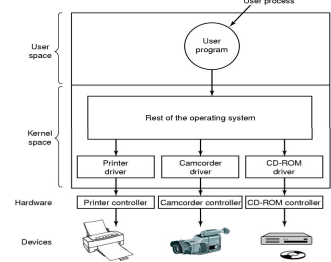 User process
User
space
User
program
Rest of the operating system
Kernel
space
Printer
driver
Camcorder
driver
CD-ROM
driver
Hardware
Printer controller
Camcorder controller
CD-ROM controller
Devices